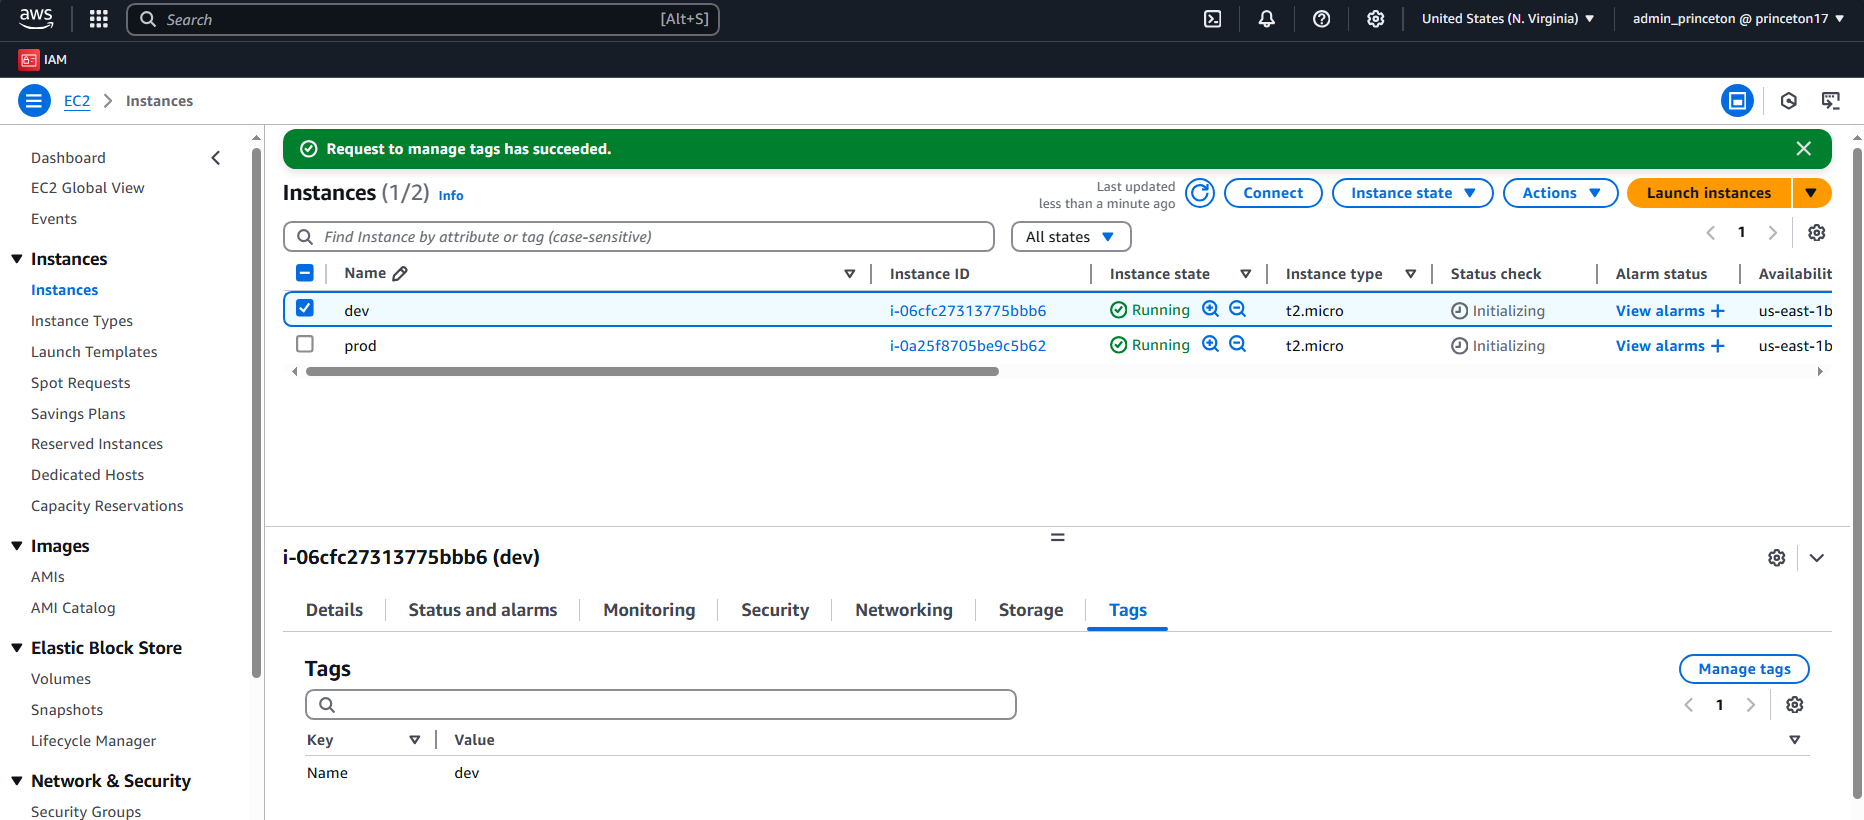 aws
Search [Alt+S]
United States (N. Virginia)
admin_princeton @ princeton17
IAM
EC2 Instances
Dashboard
EC2 Global View
Events
Instances
Instances
Instance Types
Launch Templates
Spot Requests
Savings Plans
Reserved Instances
Dedicated Hosts
Capacity Reservations
Images
AMIs
AMI Catalog
Elastic Block Store
Volumes
Snapshots
Lifecycle Manager
Network & Security
Security Groups
Request to manage tags has succeeded.
Instances (1/2) Info
Last updated
less than a minute ago
Connect
Instance state
Actions
Launch instances
Find Instance by attribute or tag (case-sensitive)
All states
1
Name Instance ID Instance state Instance type Status check Alarm status Availabilit
dev i-06cfc27313775bbb6 Running t2.micro Initializing View alarms + us-east-1b
prod i-0a25f8705be9c5b62 Running t2.micro Initializing View alarms + us-east-1b
i-06cfc27313775bbb6 (dev)
Details Status and alarms Monitoring Security Networking Storage Tags
Tags
Manage tags
1
Key Value
Name dev